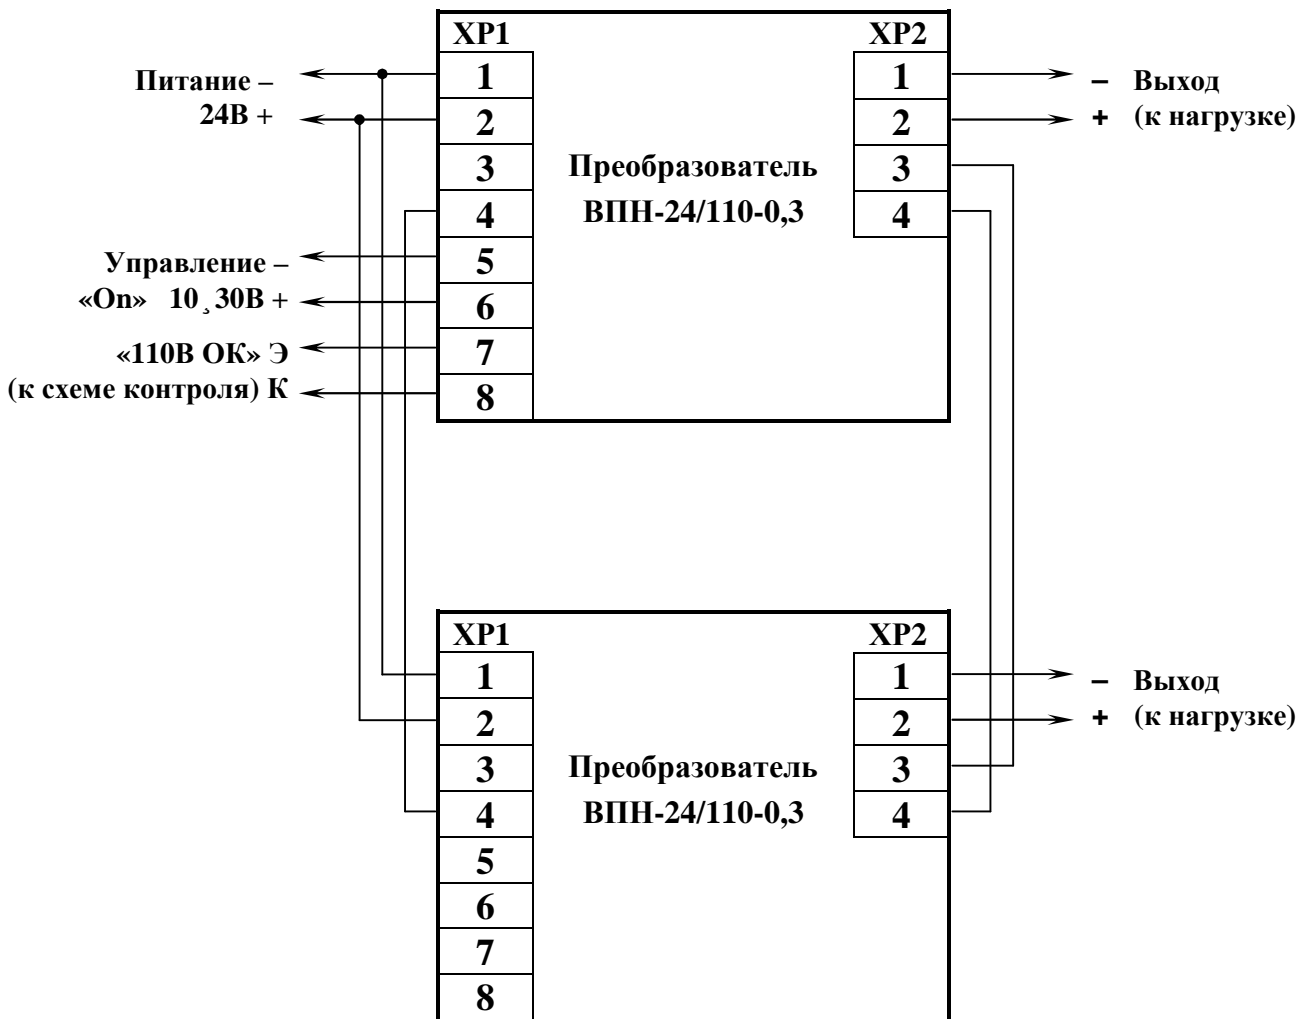 XP1
XP2
Питание –
24В +
1
2
3
4
5
6
7
8
Преобразователь
ВПН-24/110-0,3
1
2
3
4
– Выход
+ (к нагрузке)
Управление –
«On» 10¸30В +
«110В ОК» Э
(к схеме контроля) К
XP1
XP2
1
2
3
4
5
6
7
8
Преобразователь
ВПН-24/110-0,3
1
2
3
4
– Выход
+ (к нагрузке)